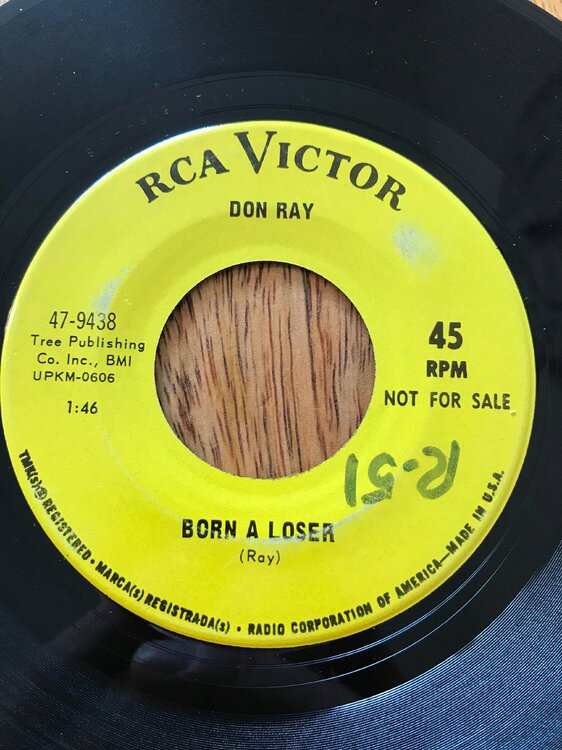 RCA VICTOR
DON RAY
47-9438
Tree Publishing
Co. Inc., BMI
UPKM-0606
1:46
45
RPM
NOT FOR SALE
R-51
BORN A LOSER
(Ray)
TMK(s) ® REGISTERED • MARCA(s) REGISTRADA(s) • RADIO CORPORATION OF AMERICA—MADE IN U.S.A.